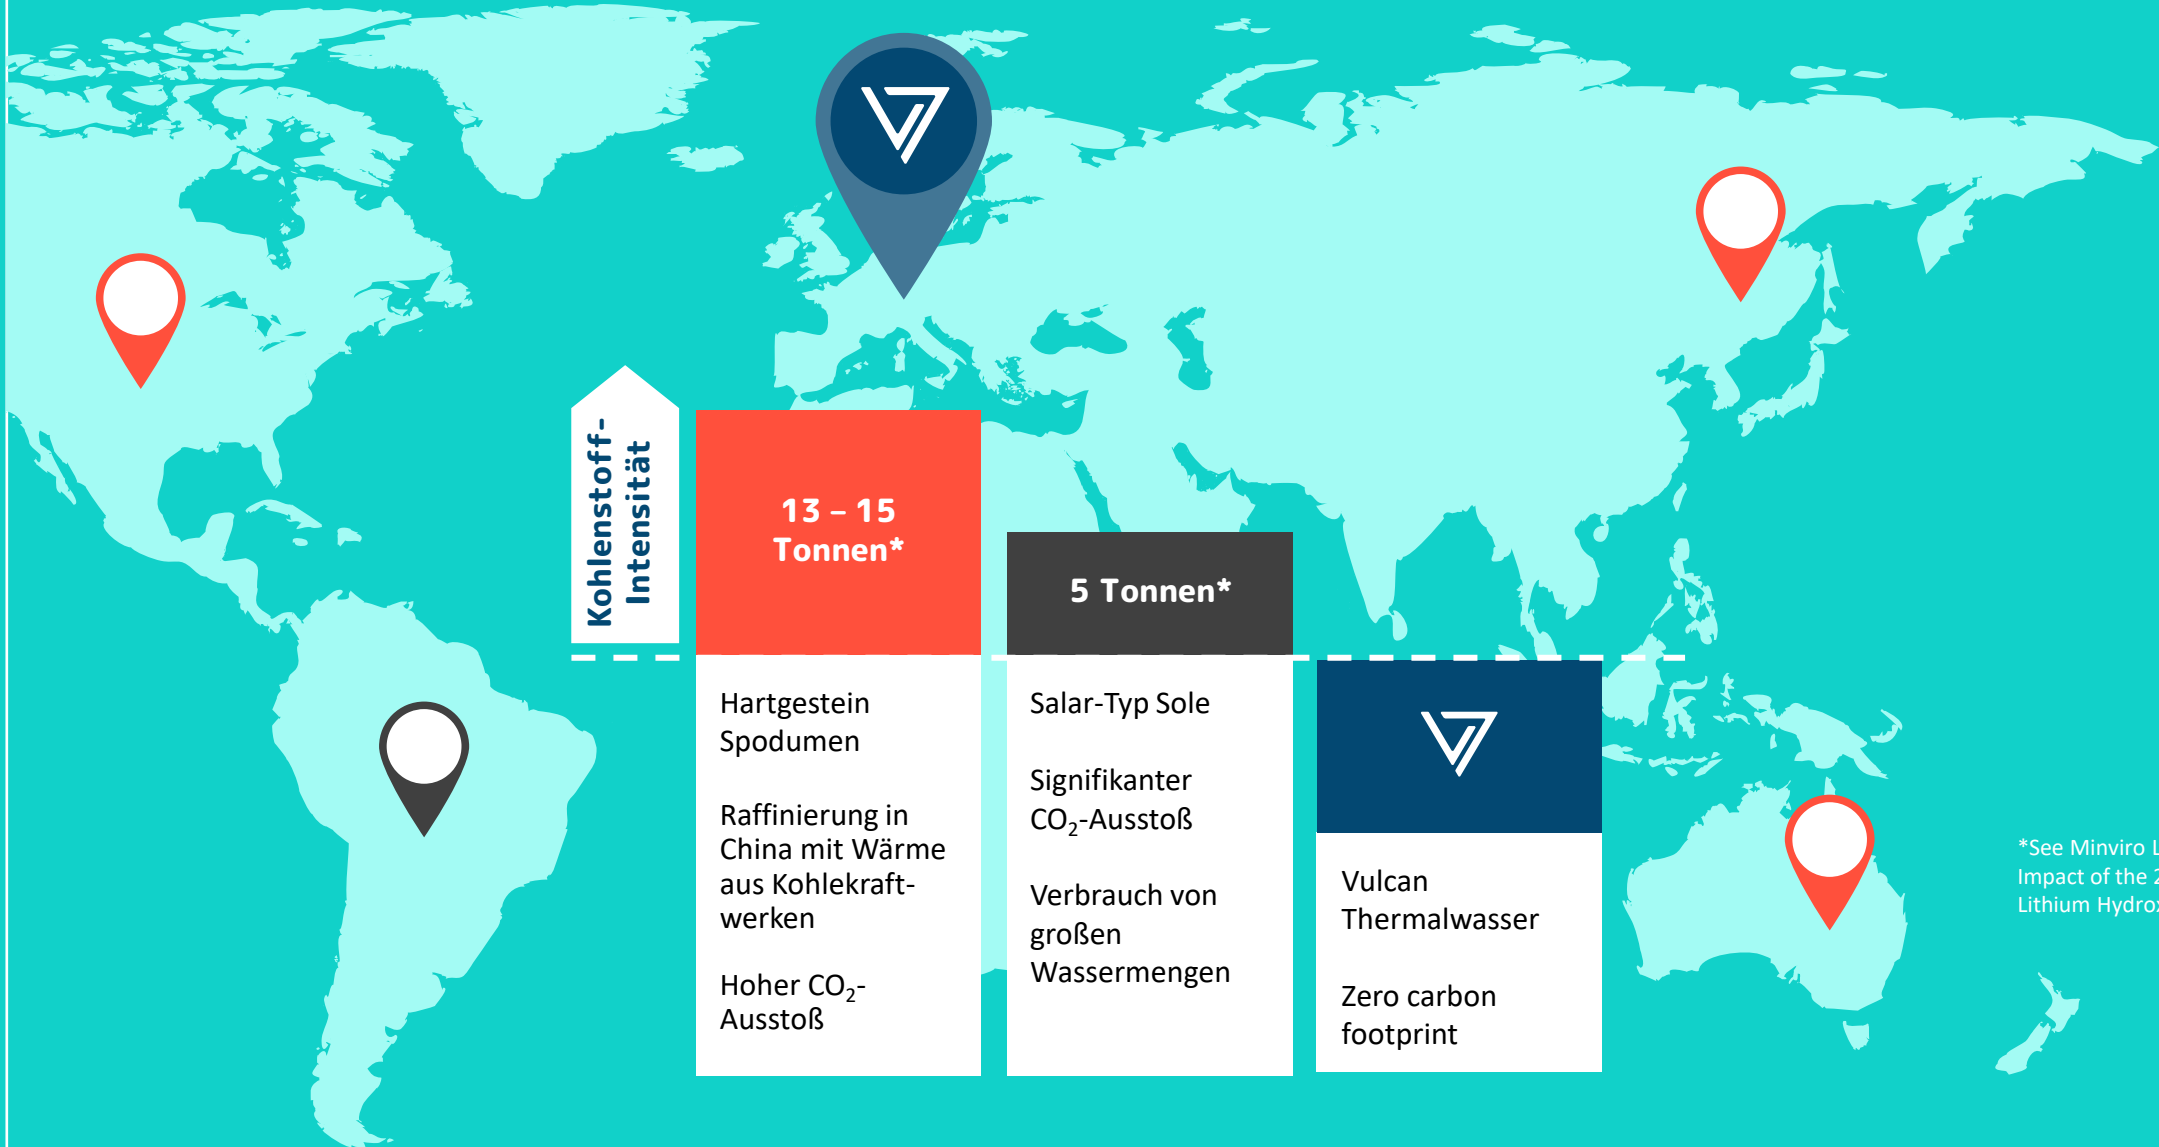 Kohlenstoff-
Intensität
13 – 15
Tonnen*
Hartgestein
Spodumen
Raffinierung in
China mit Wärme
aus Kohlekraft-
werken
Hoher CO₂-
Ausstoß
5 Tonnen*
Salar-Typ Sole
Signifikanter
CO₂-Ausstoß
Verbrauch von
großen
Wassermengen
Vulcan
Thermalwasser
Zero carbon
footprint
*See Minviro
Impact of the
Lithium